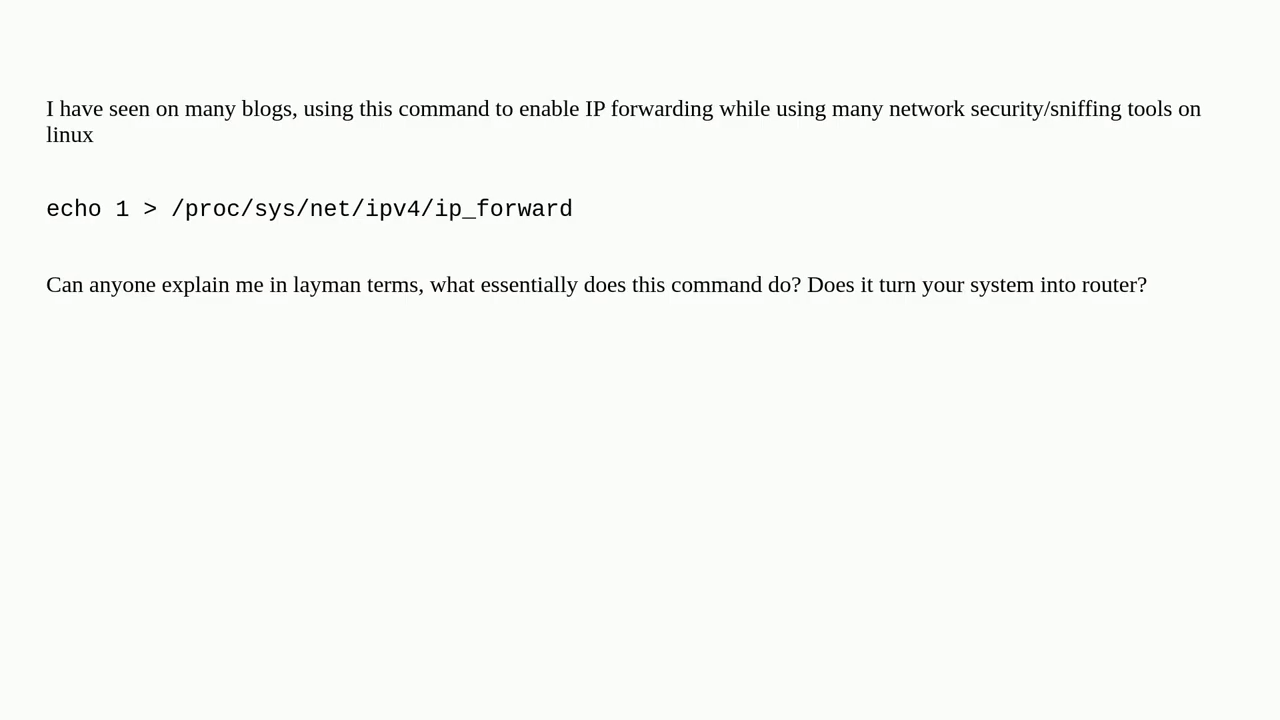 I have seen on many blogs, using this command to enable IP forwarding while using many network security/sniffing tools on
linux
echo 1 > /proc/sys/net/ipv4/ip_forward
Can anyone explain me in layman terms, what essentially does this command do? Does it turn your system into router?